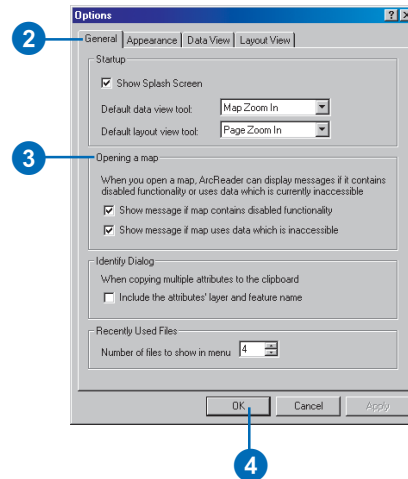 Options
2
General Appearance Data View Layout View
Startup
Show Splash Screen
Default data view tool: Map Zoom In
Default layout view tool: Page Zoom In
3
Opening a map
When you open a map, ArcReader can display messages if it contains
disabled functionality or uses data which is currently inaccessible
Show message if map contains disabled functionality
Show message if map uses data which is inaccessible
Identify Dialog
When copying multiple attributes to the clipboard
Include the attributes' layer and feature name
Recently Used Files
Number of files to show in menu 4
OK Cancel Apply
4